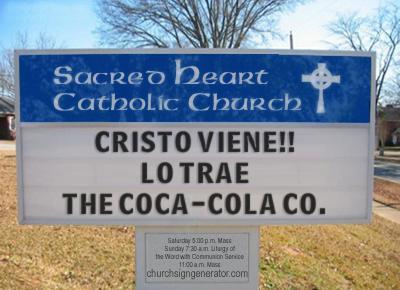 Sacred Heart
Catholic Church
CRISTO VIENE!!
LO TRAE
THE COCA-COLA CO.
Saturday 5:00 p.m. Mass
Sunday 7:30 a.m. Liturgy of
the Word with Communion Service
11:00 a.m. Mass
churchsigngenerator.com